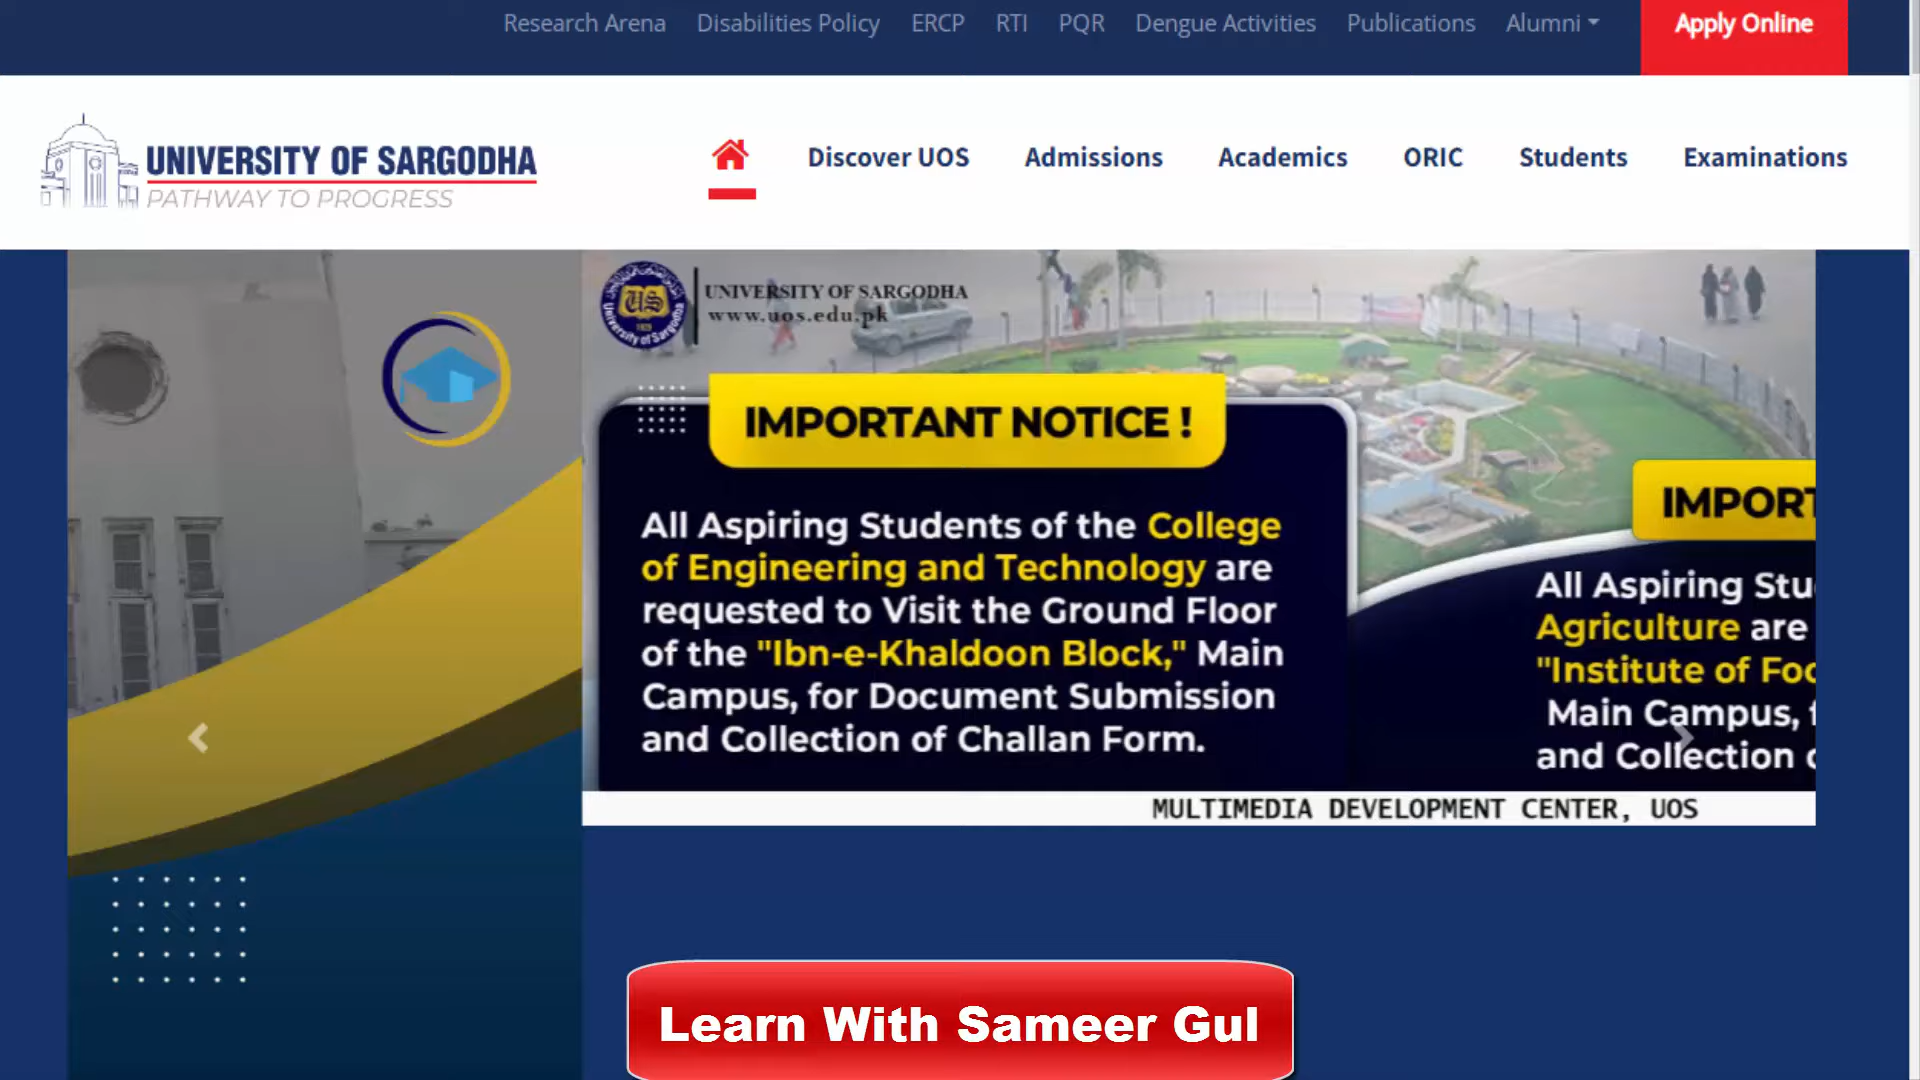 Research Arena Disabilities Policy ERCP RTI PQR Dengue Activities Publications Alumni Apply Online
UNIVERSITY OF SARGODHA
PATHWAY TO PROGRESS
Discover UOS Admissions Academics ORIC Students Examinations
UNIVERSITY OF SARGODHA
www.uos.edu.pk
US
University of Sar
IMPORTANT NOTICE !
All Aspiring Students of the College
of Engineering and Technology are
requested to Visit the Ground Floor
of the "Ibn-e-Khaldoon Block," Main
Campus, for Document Submission
and Collection of Challan Form.
IMPORT
All Aspiring Stu
Agriculture are
"Institute of Foo
Main Campus, f
and Collection
MULTIMEDIA DEVELOPMENT CENTER, UOS
Learn With Sameer Gul